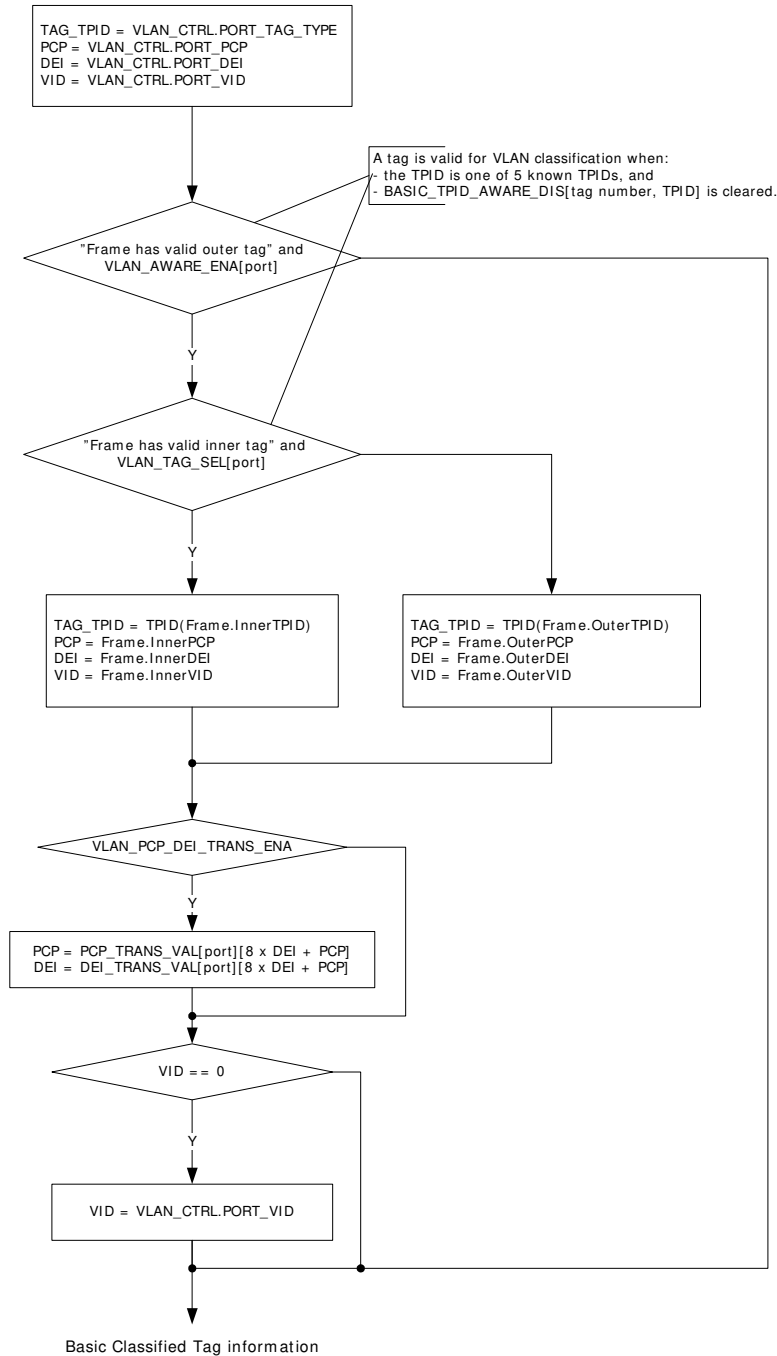 TAG_TPID = VLAN_CTRL.PORT_TAG_TYPE
PCP = VLAN_CTRL.PORT_PCP
DEI = VLAN_CTRL.PORT_DEI
VID = VLAN_CTRL.PORT_VID
A tag is valid for VLAN classification when:
- the TPID is one of 5 known TPIDs, and
- BASIC_TPID_AWARE_DIS[tag number, TPID] is cleared.
"Frame has valid outer tag" and
VLAN_AWARE_ENA[port]
Y
"Frame has valid inner tag" and
VLAN_TAG_SEL[port]
Y
TAG_TPID = TPID(Frame.InnerTPID)
PCP = Frame.InnerPCP
DEI = Frame.InnerDEI
VID = Frame.InnerVID
TAG_TPID = TPID(Frame.OuterTPID)
PCP = Frame.OuterPCP
DEI = Frame.OuterDEI
VID = Frame.OuterVID
VLAN_PCP_DEI_TRANS_ENA
Y
PCP = PCP_TRANS_VAL[port][8 x DEI + PCP]
DEI = DEI_TRANS_VAL[port][8 x DEI + PCP]
VID == 0
Y
VID = VLAN_CTRL.PORT_VID
Basic Classified Tag information